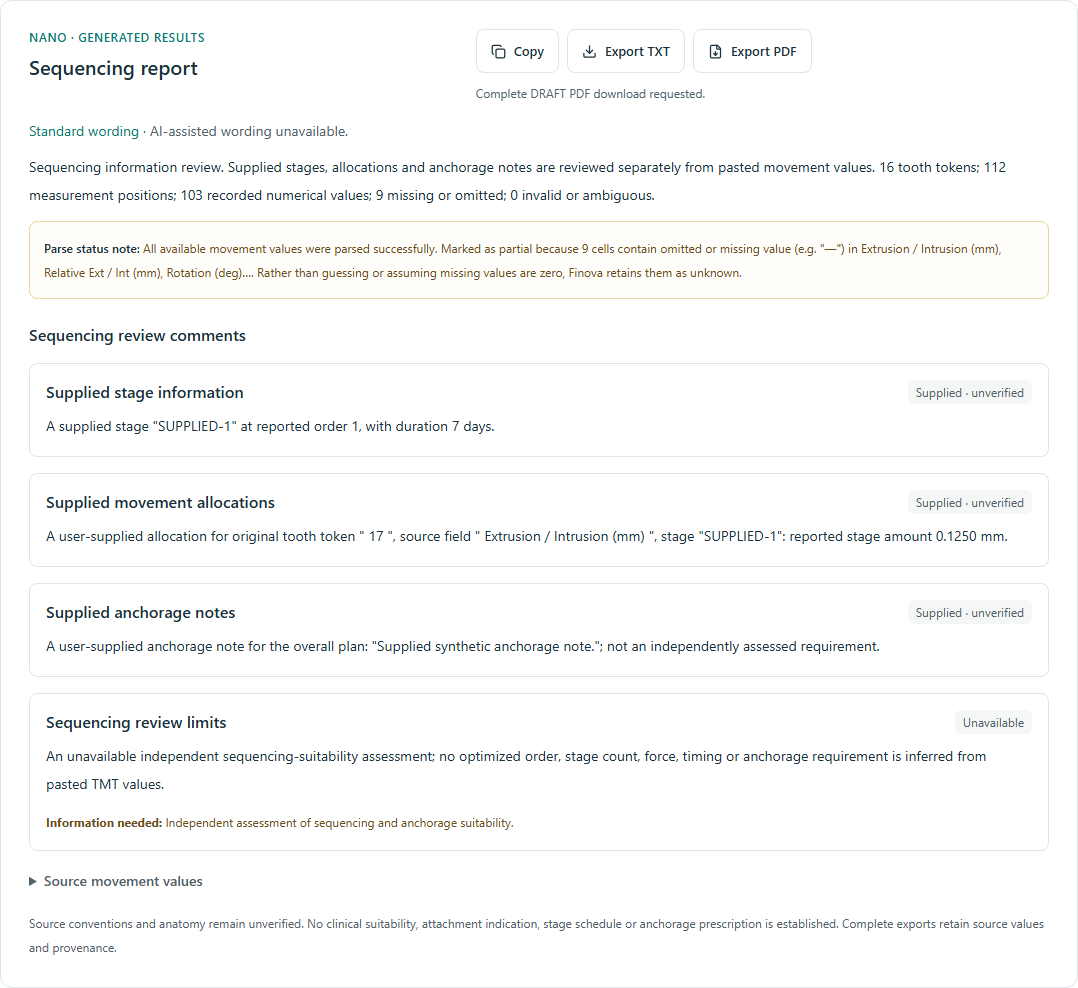 NANO · GENERATED RESULTS
Sequencing report
Copy
Export TXT
Export PDF
Complete DRAFT PDF download requested.
Standard wording · AI-assisted wording unavailable.
Sequencing information review. Supplied stages, allocations and anchorage notes are reviewed separately from pasted movement values. 16 tooth tokens; 112
measurement positions; 103 recorded numerical values; 9 missing or omitted; 0 invalid or ambiguous.
Parse status note: All available movement values were parsed successfully. Marked as partial because 9 cells contain omitted or missing value (e.g. "—") in Extrusion / Intrusion (mm),
Relative Ext / Int (mm), Rotation (deg).... Rather than guessing or assuming missing values are zero, Finova retains them as unknown.
Sequencing review comments
Supplied stage information
Supplied · unverified
A supplied stage "SUPPLIED-1" at reported order 1, with duration 7 days.
Supplied movement allocations
Supplied · unverified
A user-supplied allocation for original tooth token " 17 ", source field " Extrusion / Intrusion (mm) ", stage "SUPPLIED-1": reported stage amount 0.1250 mm.
Supplied anchorage notes
Supplied · unverified
A user-supplied anchorage note for the overall plan: "Supplied synthetic anchorage note."; not an independently assessed requirement.
Sequencing review limits
Unavailable
An unavailable independent sequencing-suitability assessment; no optimized order, stage count, force, timing or anchorage requirement is inferred from
pasted TMT values.
Information needed: Independent assessment of sequencing and anchorage suitability.
Source movement values
Source conventions and anatomy remain unverified. No clinical suitability, attachment indication, stage schedule or anchorage prescription is established. Complete exports retain source values
and provenance.